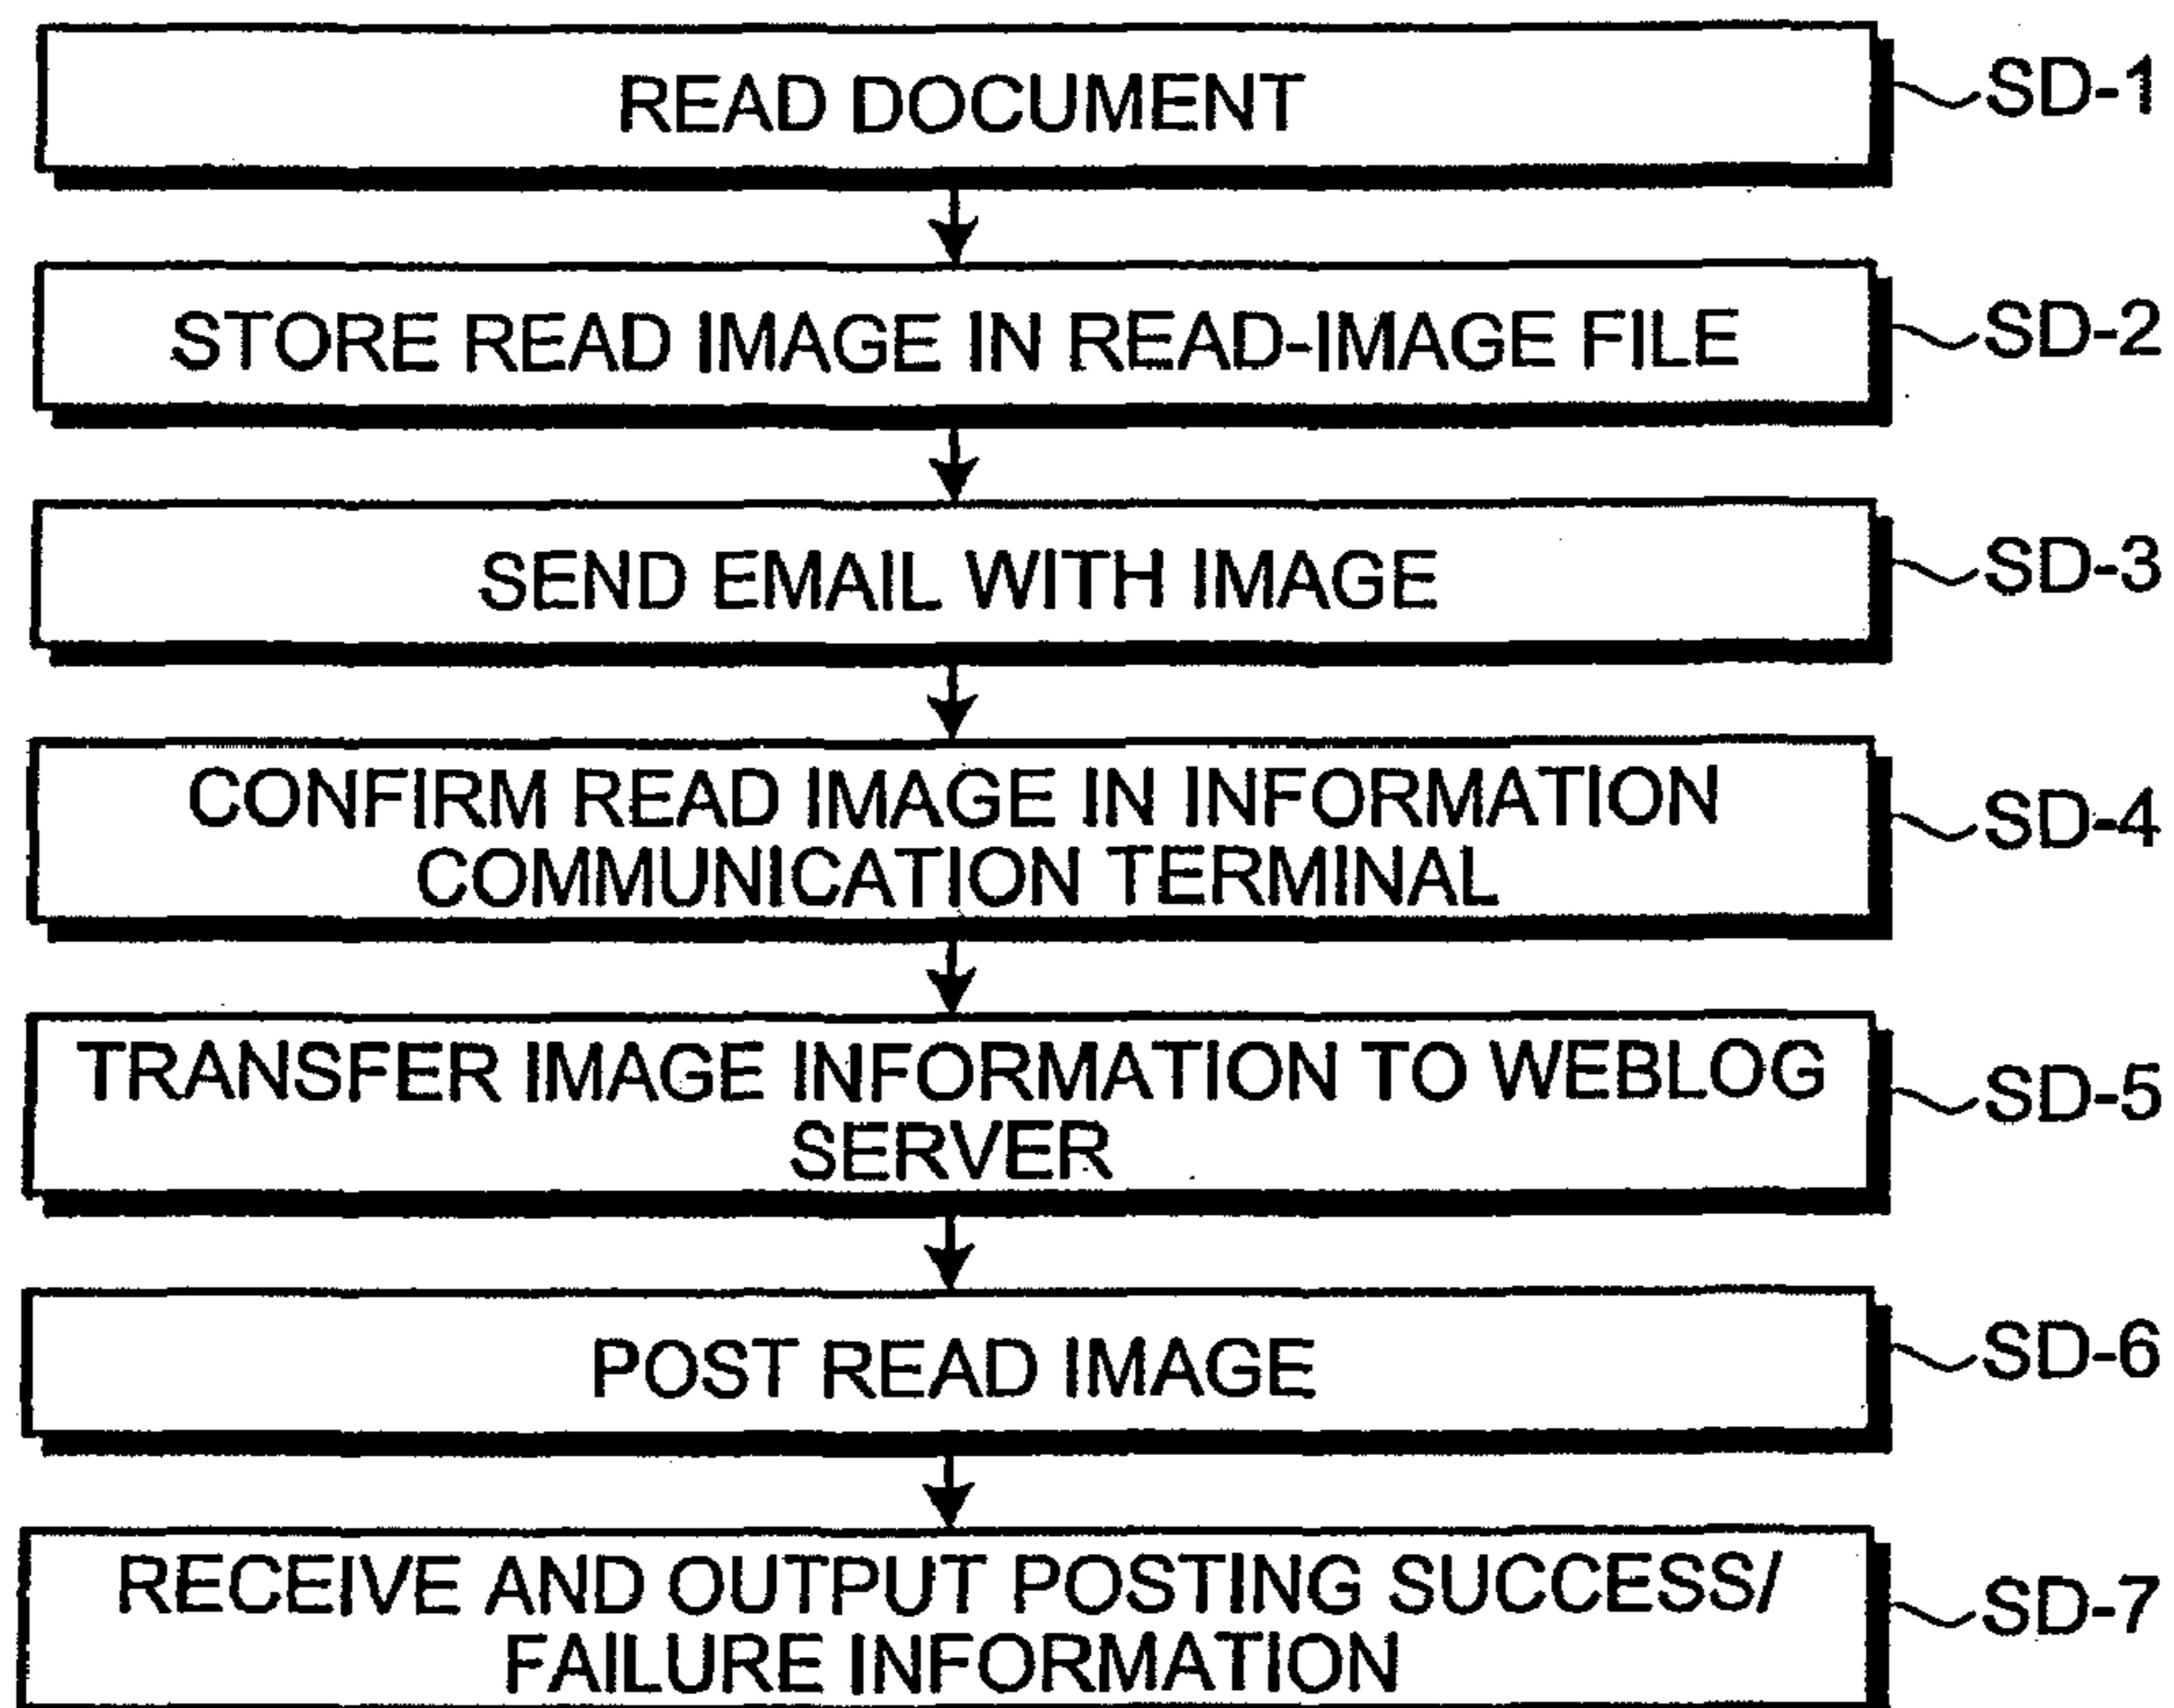 READ DOCUMENT
SD-1
STORE READ IMAGE IN READ-IMAGE FILE
SD-2
SEND EMAIL WITH IMAGE
SD-3
CONFIRM READ IMAGE IN INFORMATION
COMMUNICATION TERMINAL
SD-4
TRANSFER IMAGE INFORMATION TO WEBLOG
SERVER
SD-5
POST READ IMAGE
SD-6
RECEIVE AND OUTPUT POSTING SUCCESS/
FAILURE INFORMATION
SD-7